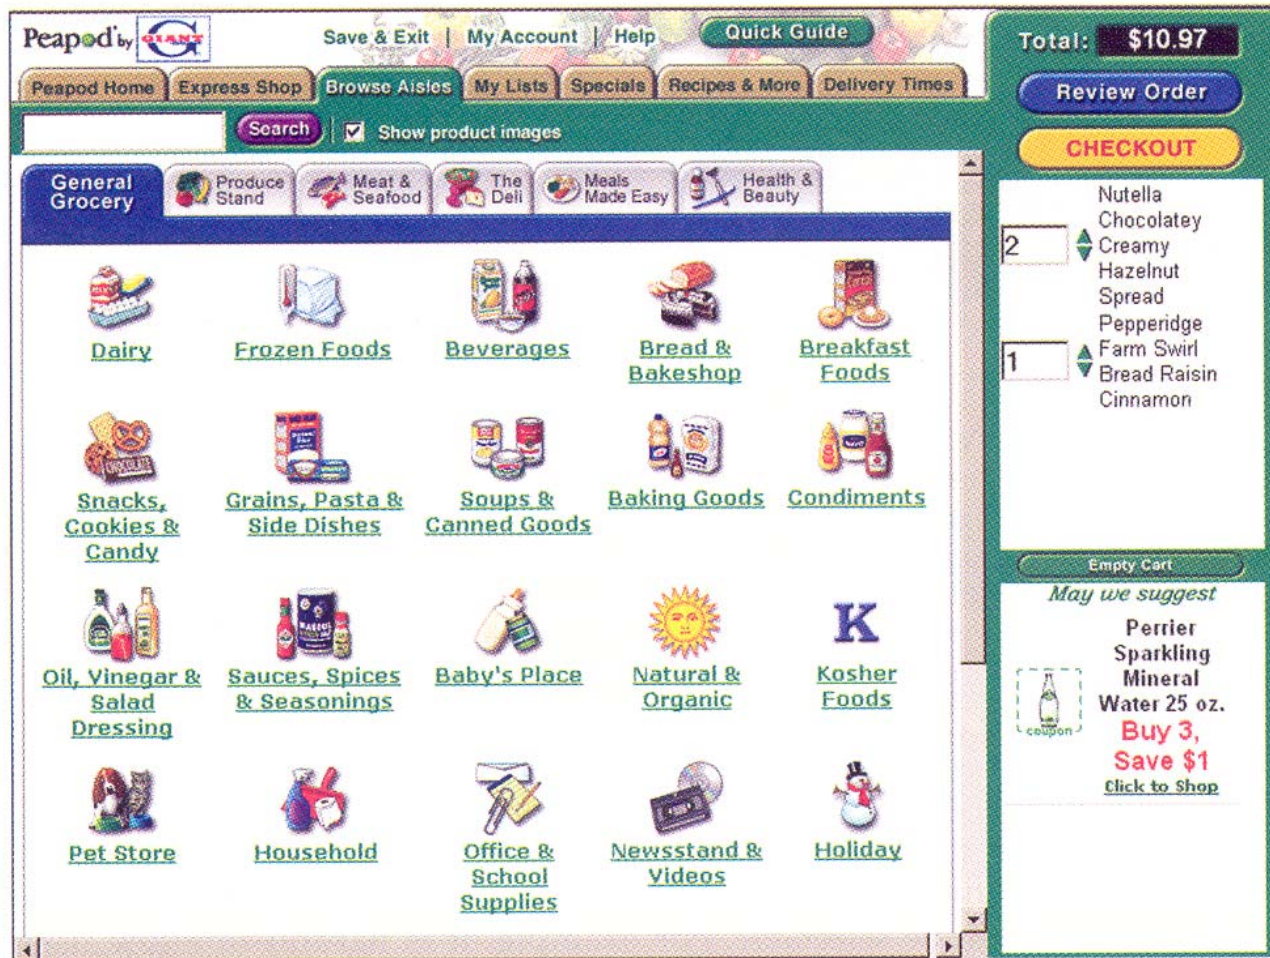 Peapod by GIANT
Save & Exit | My Account | Help
Quick Guide
Peapod Home
Express Shop
Browse Aisles
My Lists
Specials
Recipes & More
Delivery Times
Search
Show product images
General
Grocery
Produce
Stand
Meat &
Seafood
The
Deli
Meals
Made Easy
Health &
Beauty
Dairy
Frozen Foods
Beverages
Bread &
Bakeshop
Breakfast
Foods
Snacks,
Cookies &
Candy
Grains, Pasta &
Side Dishes
Soups &
Canned Goods
Baking Goods
Condiments
Oil, Vinegar &
Salad
Dressing
Sauces, Spices
& Seasonings
Baby's Place
Natural &
Organic
K
Kosher
Foods
Pet Store
Household
Office &
School
Supplies
Newsstand &
Videos
Holiday
Total: $10.97
Review Order
CHECKOUT
2
Nutella
Chocolatey
Creamy
Hazelnut
Spread
1
Pepperidge
Farm Swirl
Bread Raisin
Cinnamon
Empty Cart
May we suggest
coupon
Perrier
Sparkling
Mineral
Water 25 oz.
Buy 3,
Save $1
Click to Shop